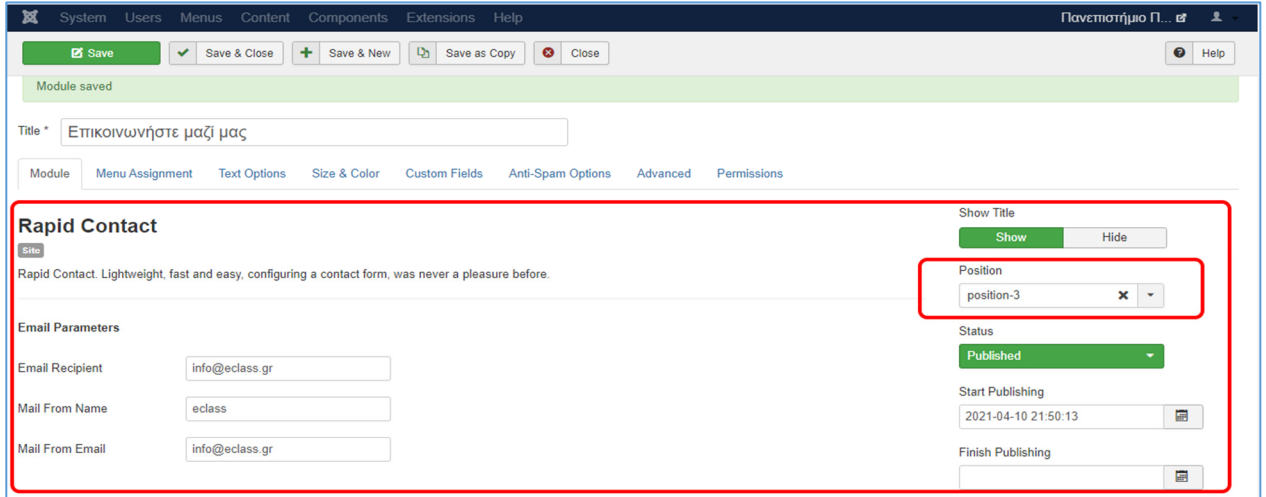 System Users Menus Content Components Extensions Help Πανεπιστήμιο Π...
Save Save & Close Save & New Save as Copy Close Help
Module saved
Title * Επικοινωνήστε μαζί μας
Module Menu Assignment Text Options Size & Color Custom Fields Anti-Spam Options Advanced Permissions
Rapid Contact
Site
Rapid Contact. Lightweight, fast and easy, configuring a contact form, was never a pleasure before.
Email Parameters
Email Recipient info@eclass.gr
Mail From Name eclass
Mail From Email info@eclass.gr
Show Title
Show Hide
Position
position-3
Status
Published
Start Publishing
2021-04-10 21:50:13
Finish Publishing